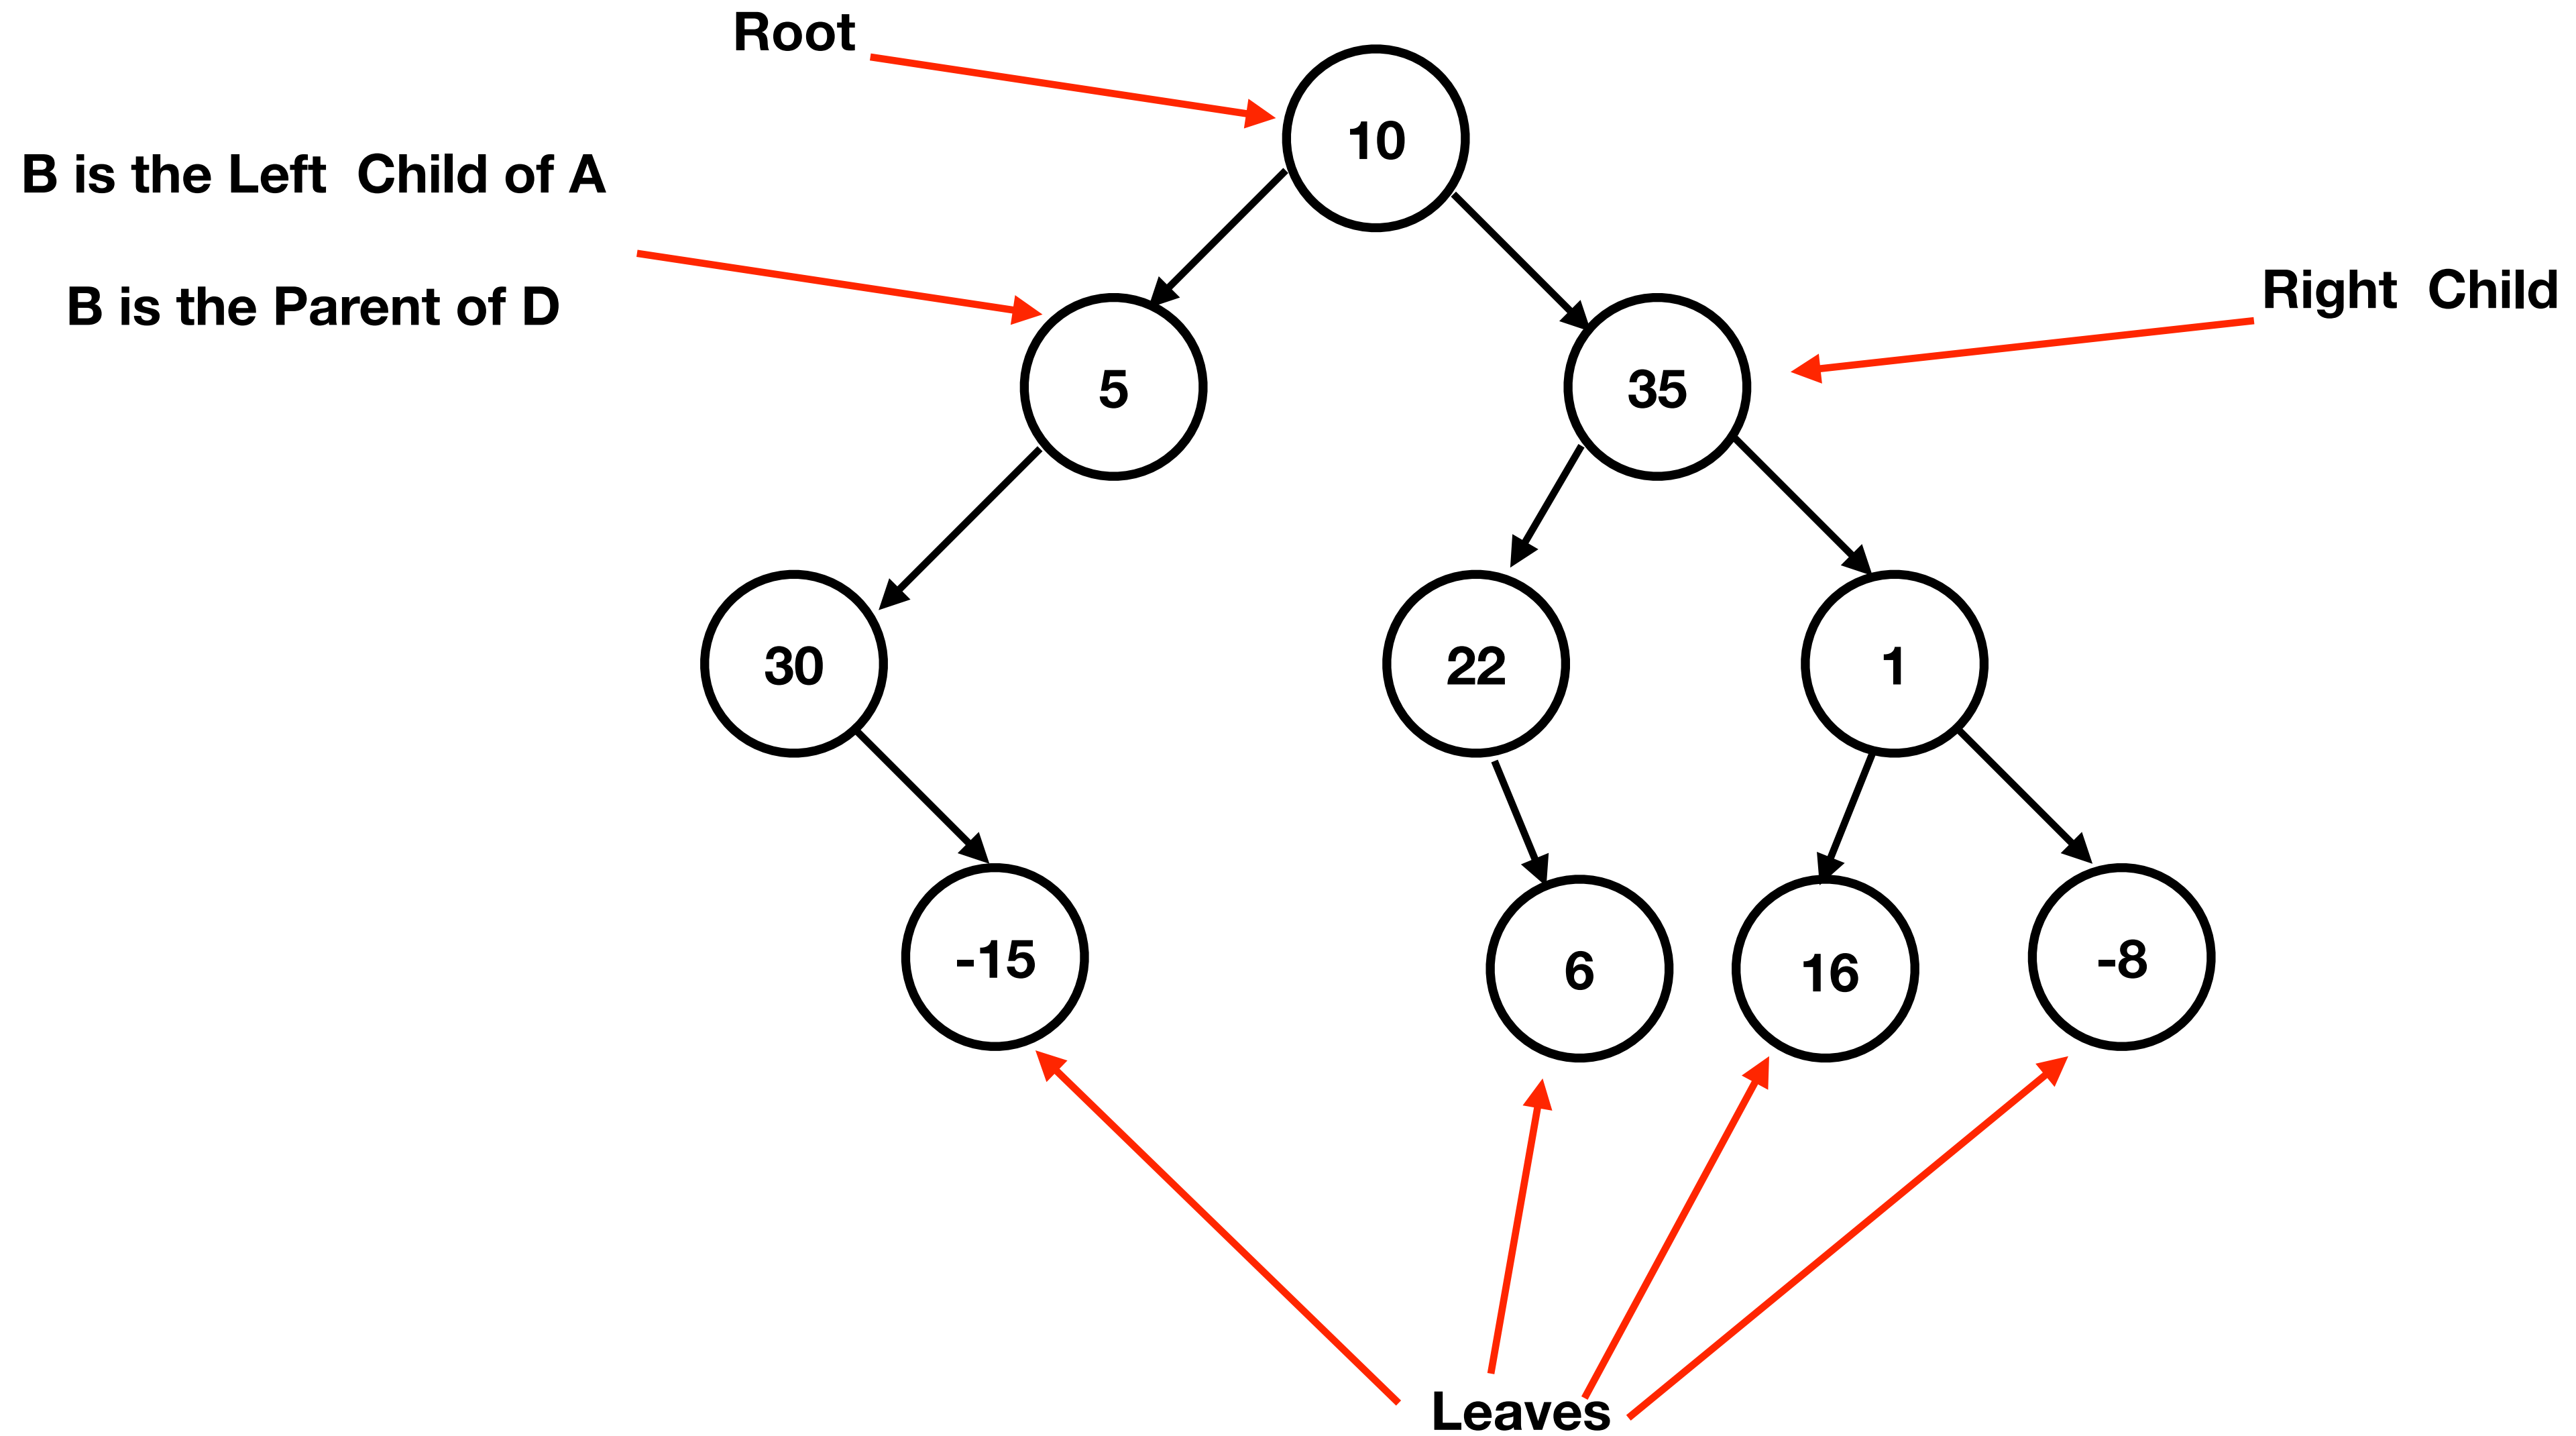 Root
10
B is the Left  Child of A
B is the Parent of D
Right  Child
5
35
30
22
1
-15
6
16
-8
Leaves